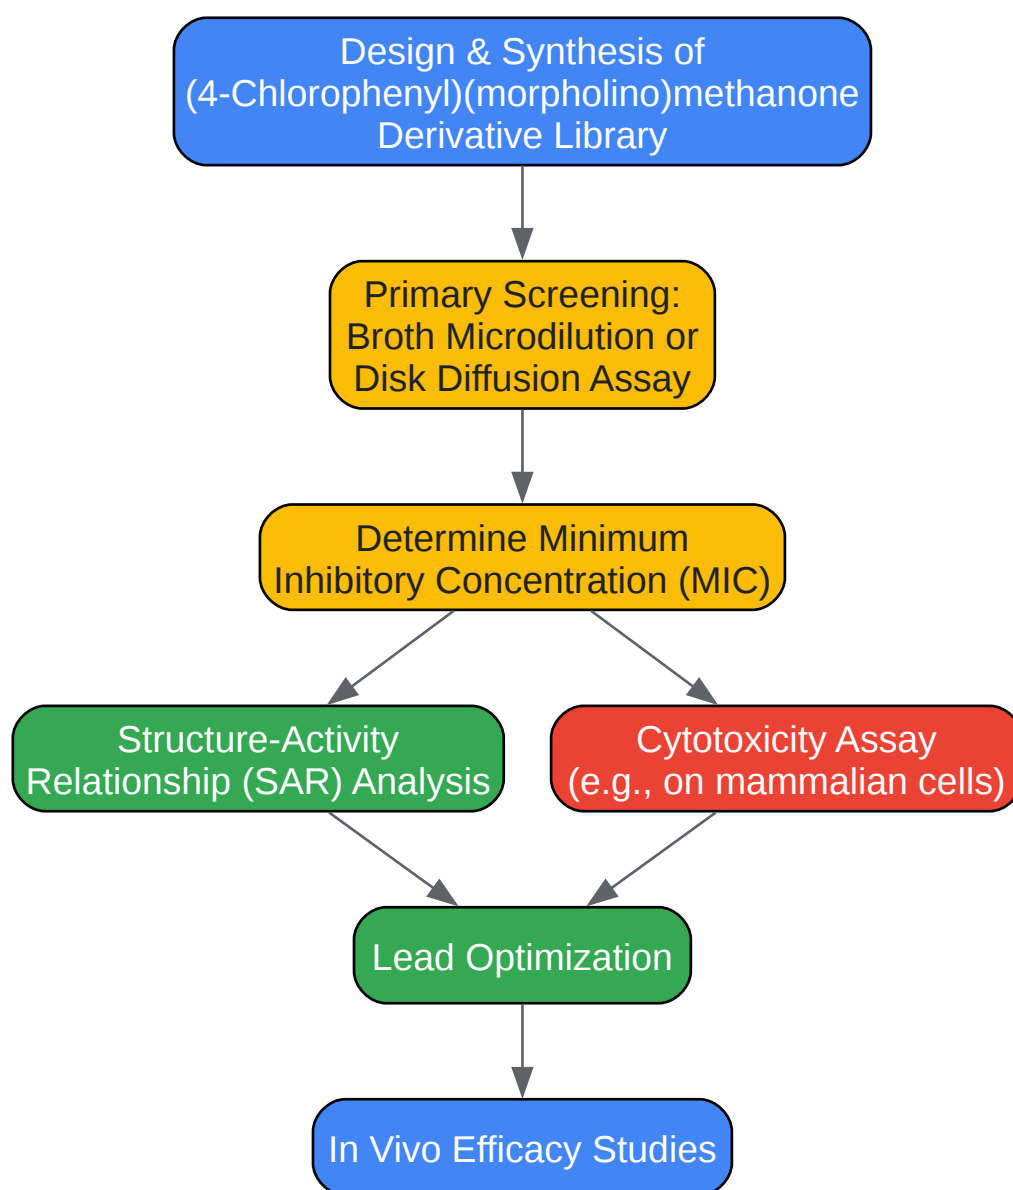 Design & Synthesis of
(4-Chlorophenyl)(morpholino)methanone
Derivative Library
Primary Screening:
Broth Microdilution or
Disk Diffusion Assay
Determine Minimum
Inhibitory Concentration (MIC)
Structure-Activity
Relationship (SAR) Analysis
Cytotoxicity Assay
(e.g., on mammalian cells)
Lead Optimization
In Vivo Efficacy Studies